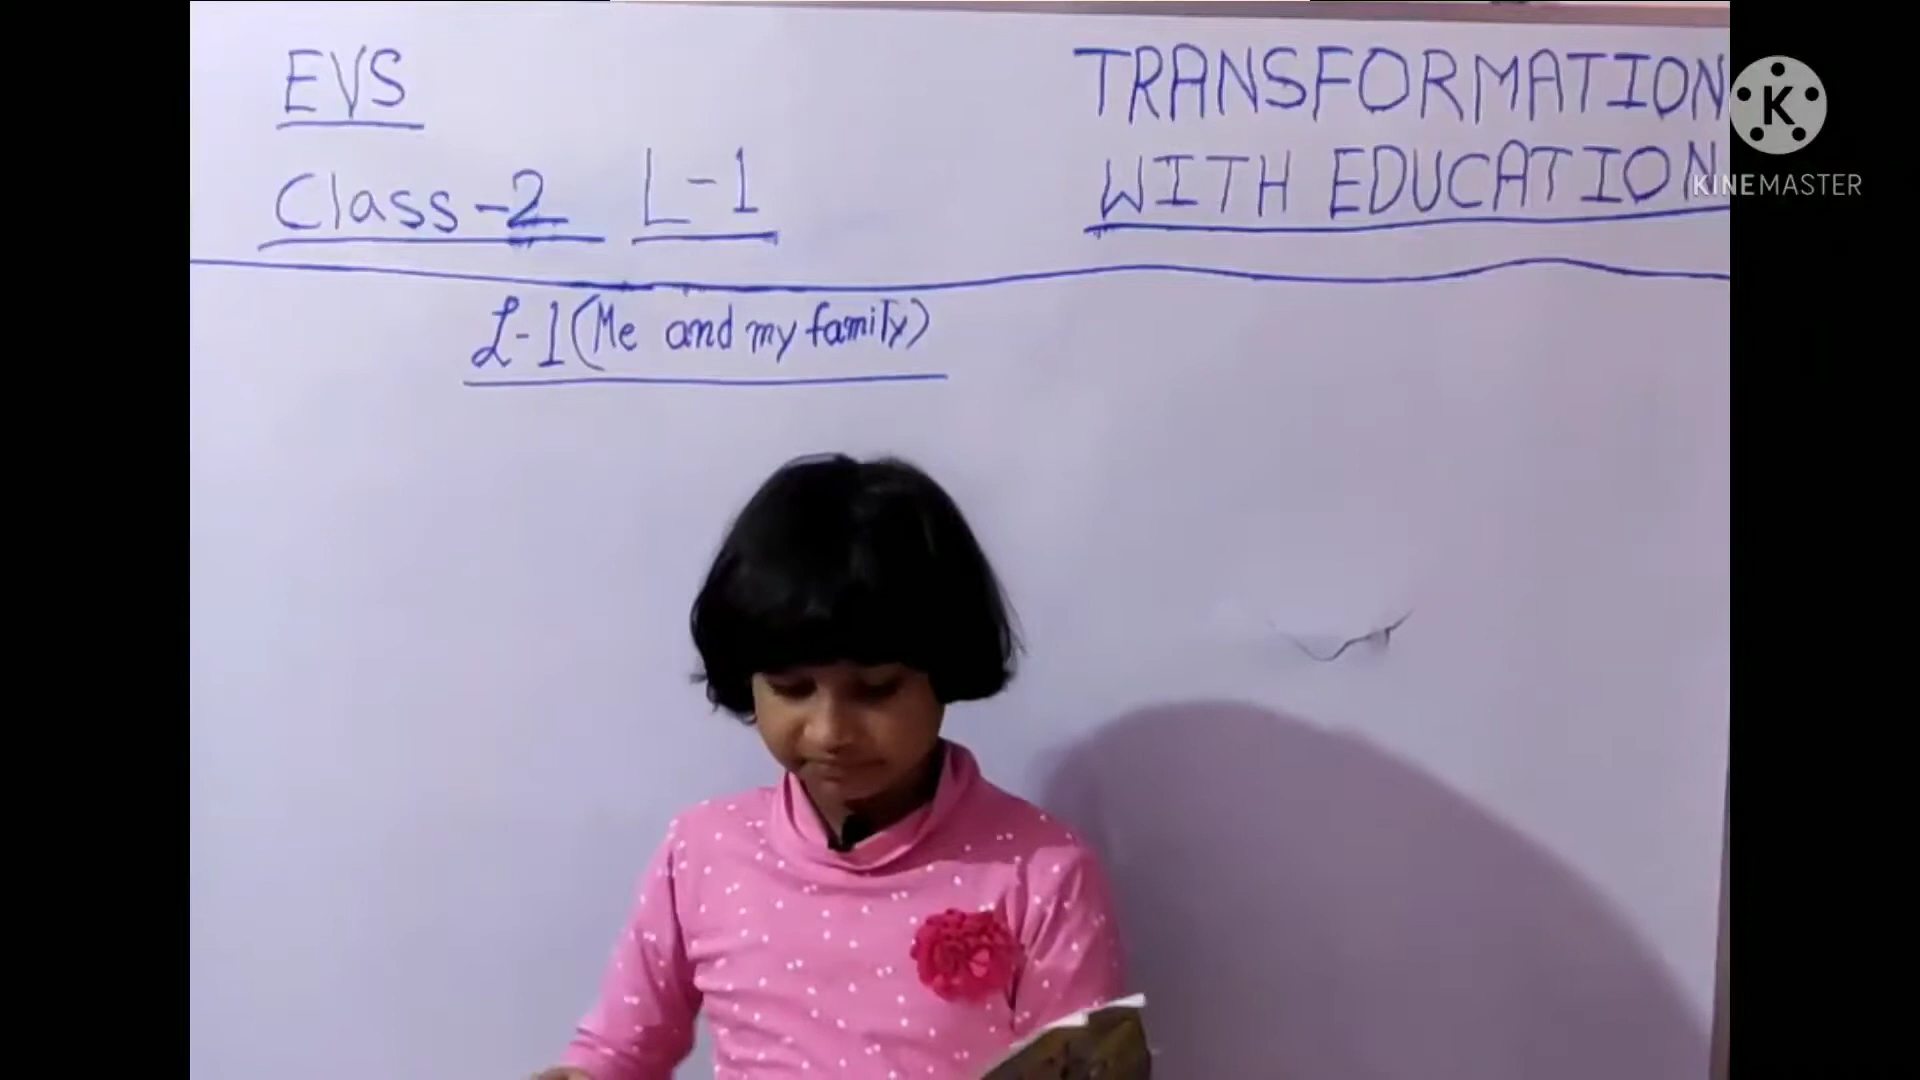 EVS
Class-2 L-1
TRANSFORMATION
WITH EDUCATION
L-1 (Me and my family)
K
KINEMASTER